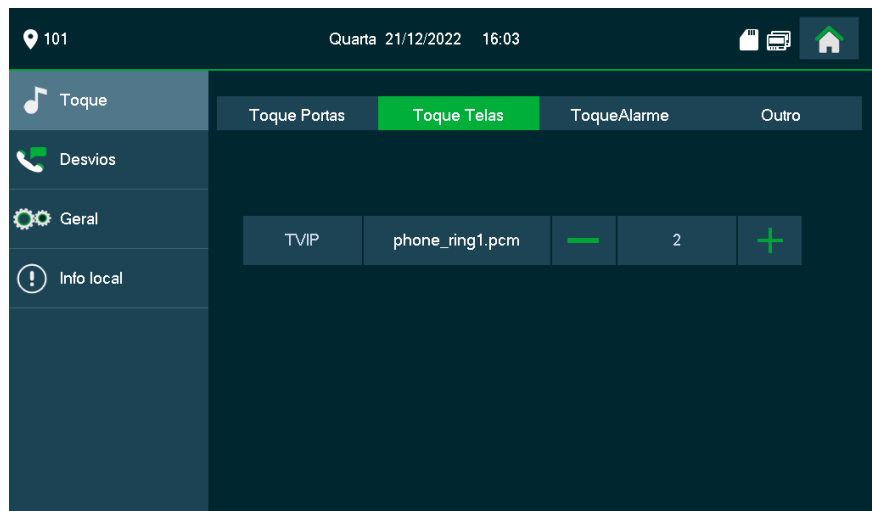 101
Quarta 21/12/2022 16:03
Toque
Desvios
Geral
Info local
Toque Portas
Toque Telas
ToqueAlarme
Outro
TVIP
phone_ring1.pcm
2